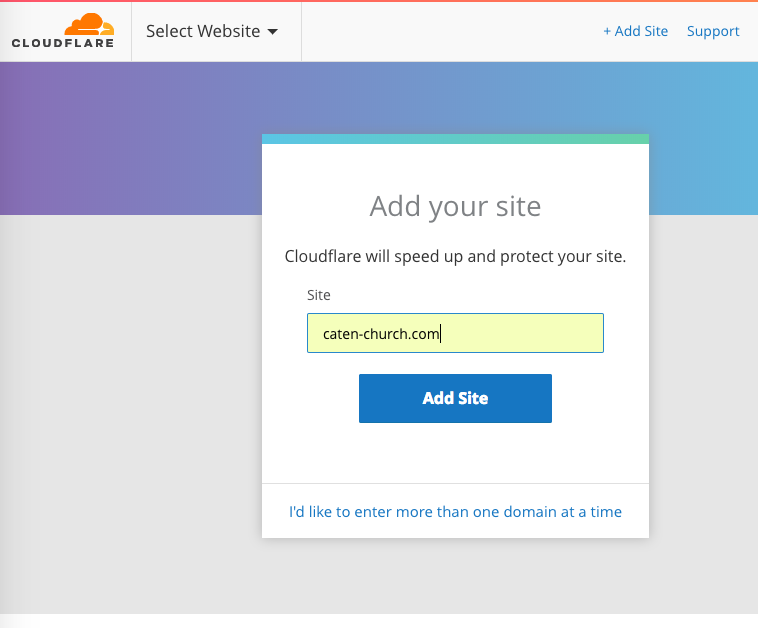 CLOUDFLARE
Select Website
+ Add Site
Support
Add your site
Cloudflare will speed up and protect your site.
Site
caten-church.com
Add Site
I'd like to enter more than one domain at a time